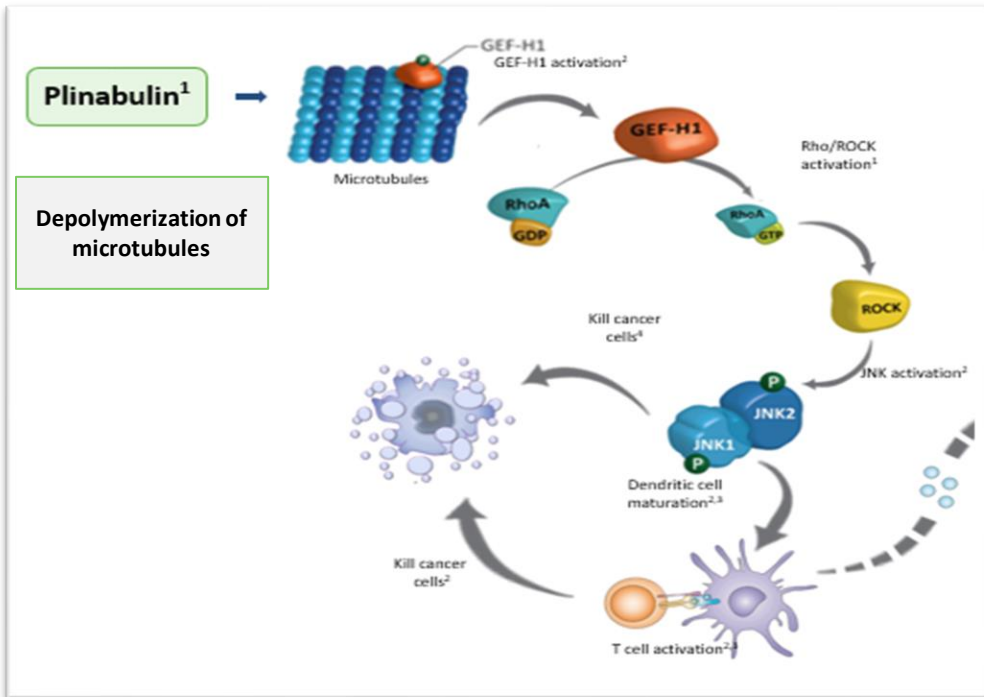 Plinabulin¹
Depolymerization of
microtubules
P
GEF-H1
GEF-H1 activation²
Microtubules
GEF-H1
RhoA
GDP
Rho/ROCK
activation¹
RhoA
GTP
ROCK
JNK activation²
Kill cancer
cells⁴
P
JNK2
JNK1
P
Dendritic cell
maturation²,³
Kill cancer
cells²
T cell activation²,³